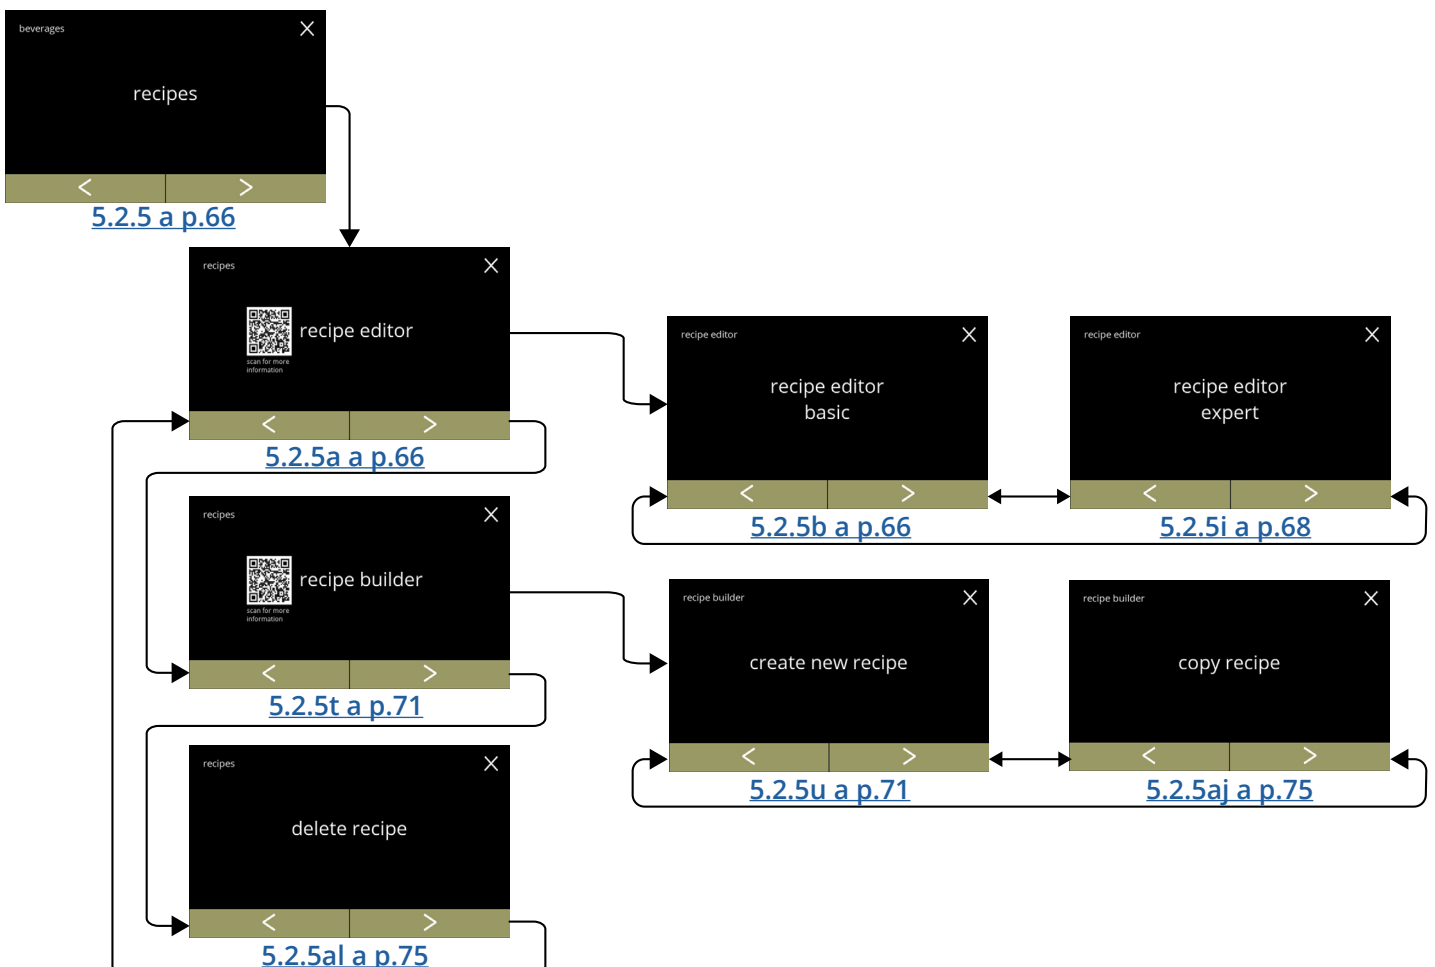 beverages
recipes
5.2.5 a p.66
recipes
recipe editor
scan for more
information
5.2.5a a p.66
recipe editor
recipe editor
basic
5.2.5b a p.66
recipe editor
recipe editor
expert
5.2.5i a p.68
recipes
recipe builder
scan for more
information
5.2.5t a p.71
recipe builder
create new recipe
5.2.5u a p.71
recipe builder
copy recipe
5.2.5aj a p.75
recipes
delete recipe
5.2.5al a p.75